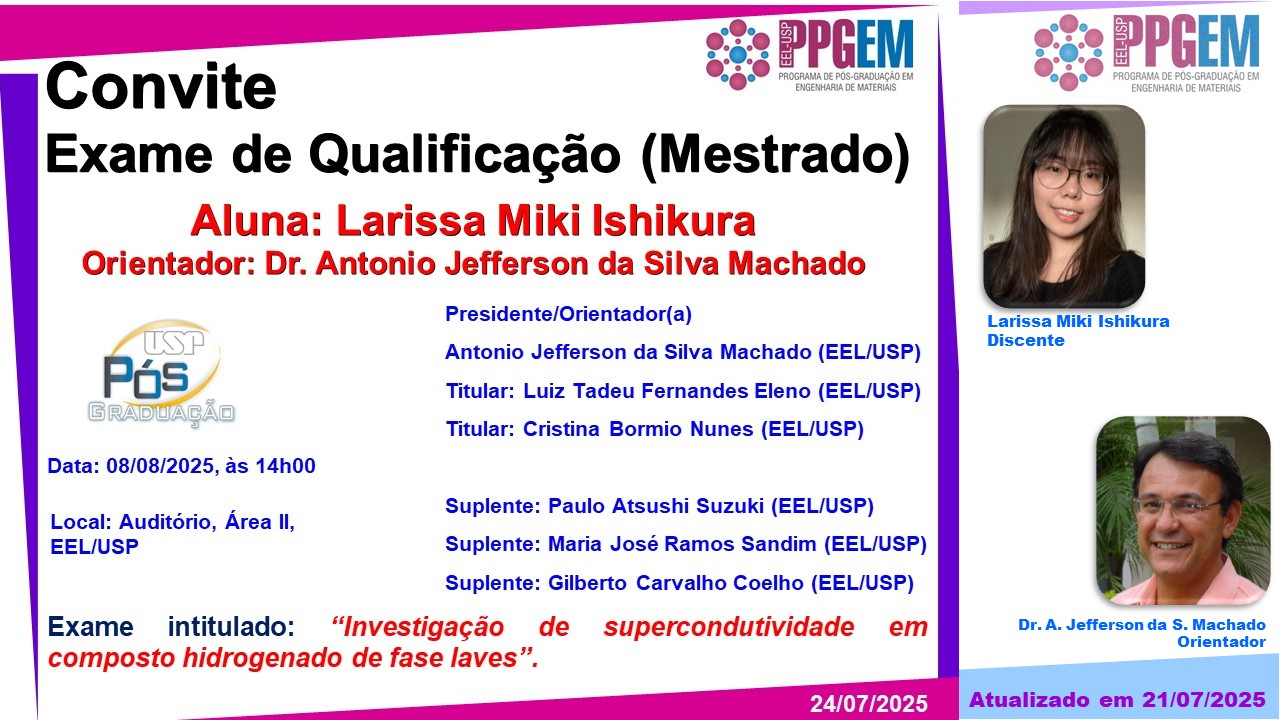 EEL-USP PPGEM
PROGRAMA DE PÓS-GRADUAÇÃO EM
ENGENHARIA DE MATERIAIS
Convite
Exame de Qualificação (Mestrado)
Aluna: Larissa Miki Ishikura
Orientador: Dr. Antonio Jefferson da Silva Machado
USP
Pós
GRADUAÇÃO
Data: 08/08/2025, às 14h00
Local: Auditório, Área II,
EEL/USP
Presidente/Orientador(a)
Antonio Jefferson da Silva Machado (EEL/USP)
Titular: Luiz Tadeu Fernandes Eleno (EEL/USP)
Titular: Cristina Bormio Nunes (EEL/USP)
Suplente: Paulo Atsushi Suzuki (EEL/USP)
Suplente: Maria José Ramos Sandim (EEL/USP)
Suplente: Gilberto Carvalho Coelho (EEL/USP)
Exame intitulado: “Investigação de supercondutividade em
composto hidrogenado de fase laves”.
24/07/2025
EEL-USP PPGEM
PROGRAMA DE PÓS-GRADUAÇÃO EM
ENGENHARIA DE MATERIAIS
Larissa Miki Ishikura
Discente
Dr. A. Jefferson da S. Machado
Orientador
Atualizado em 21/07/2025